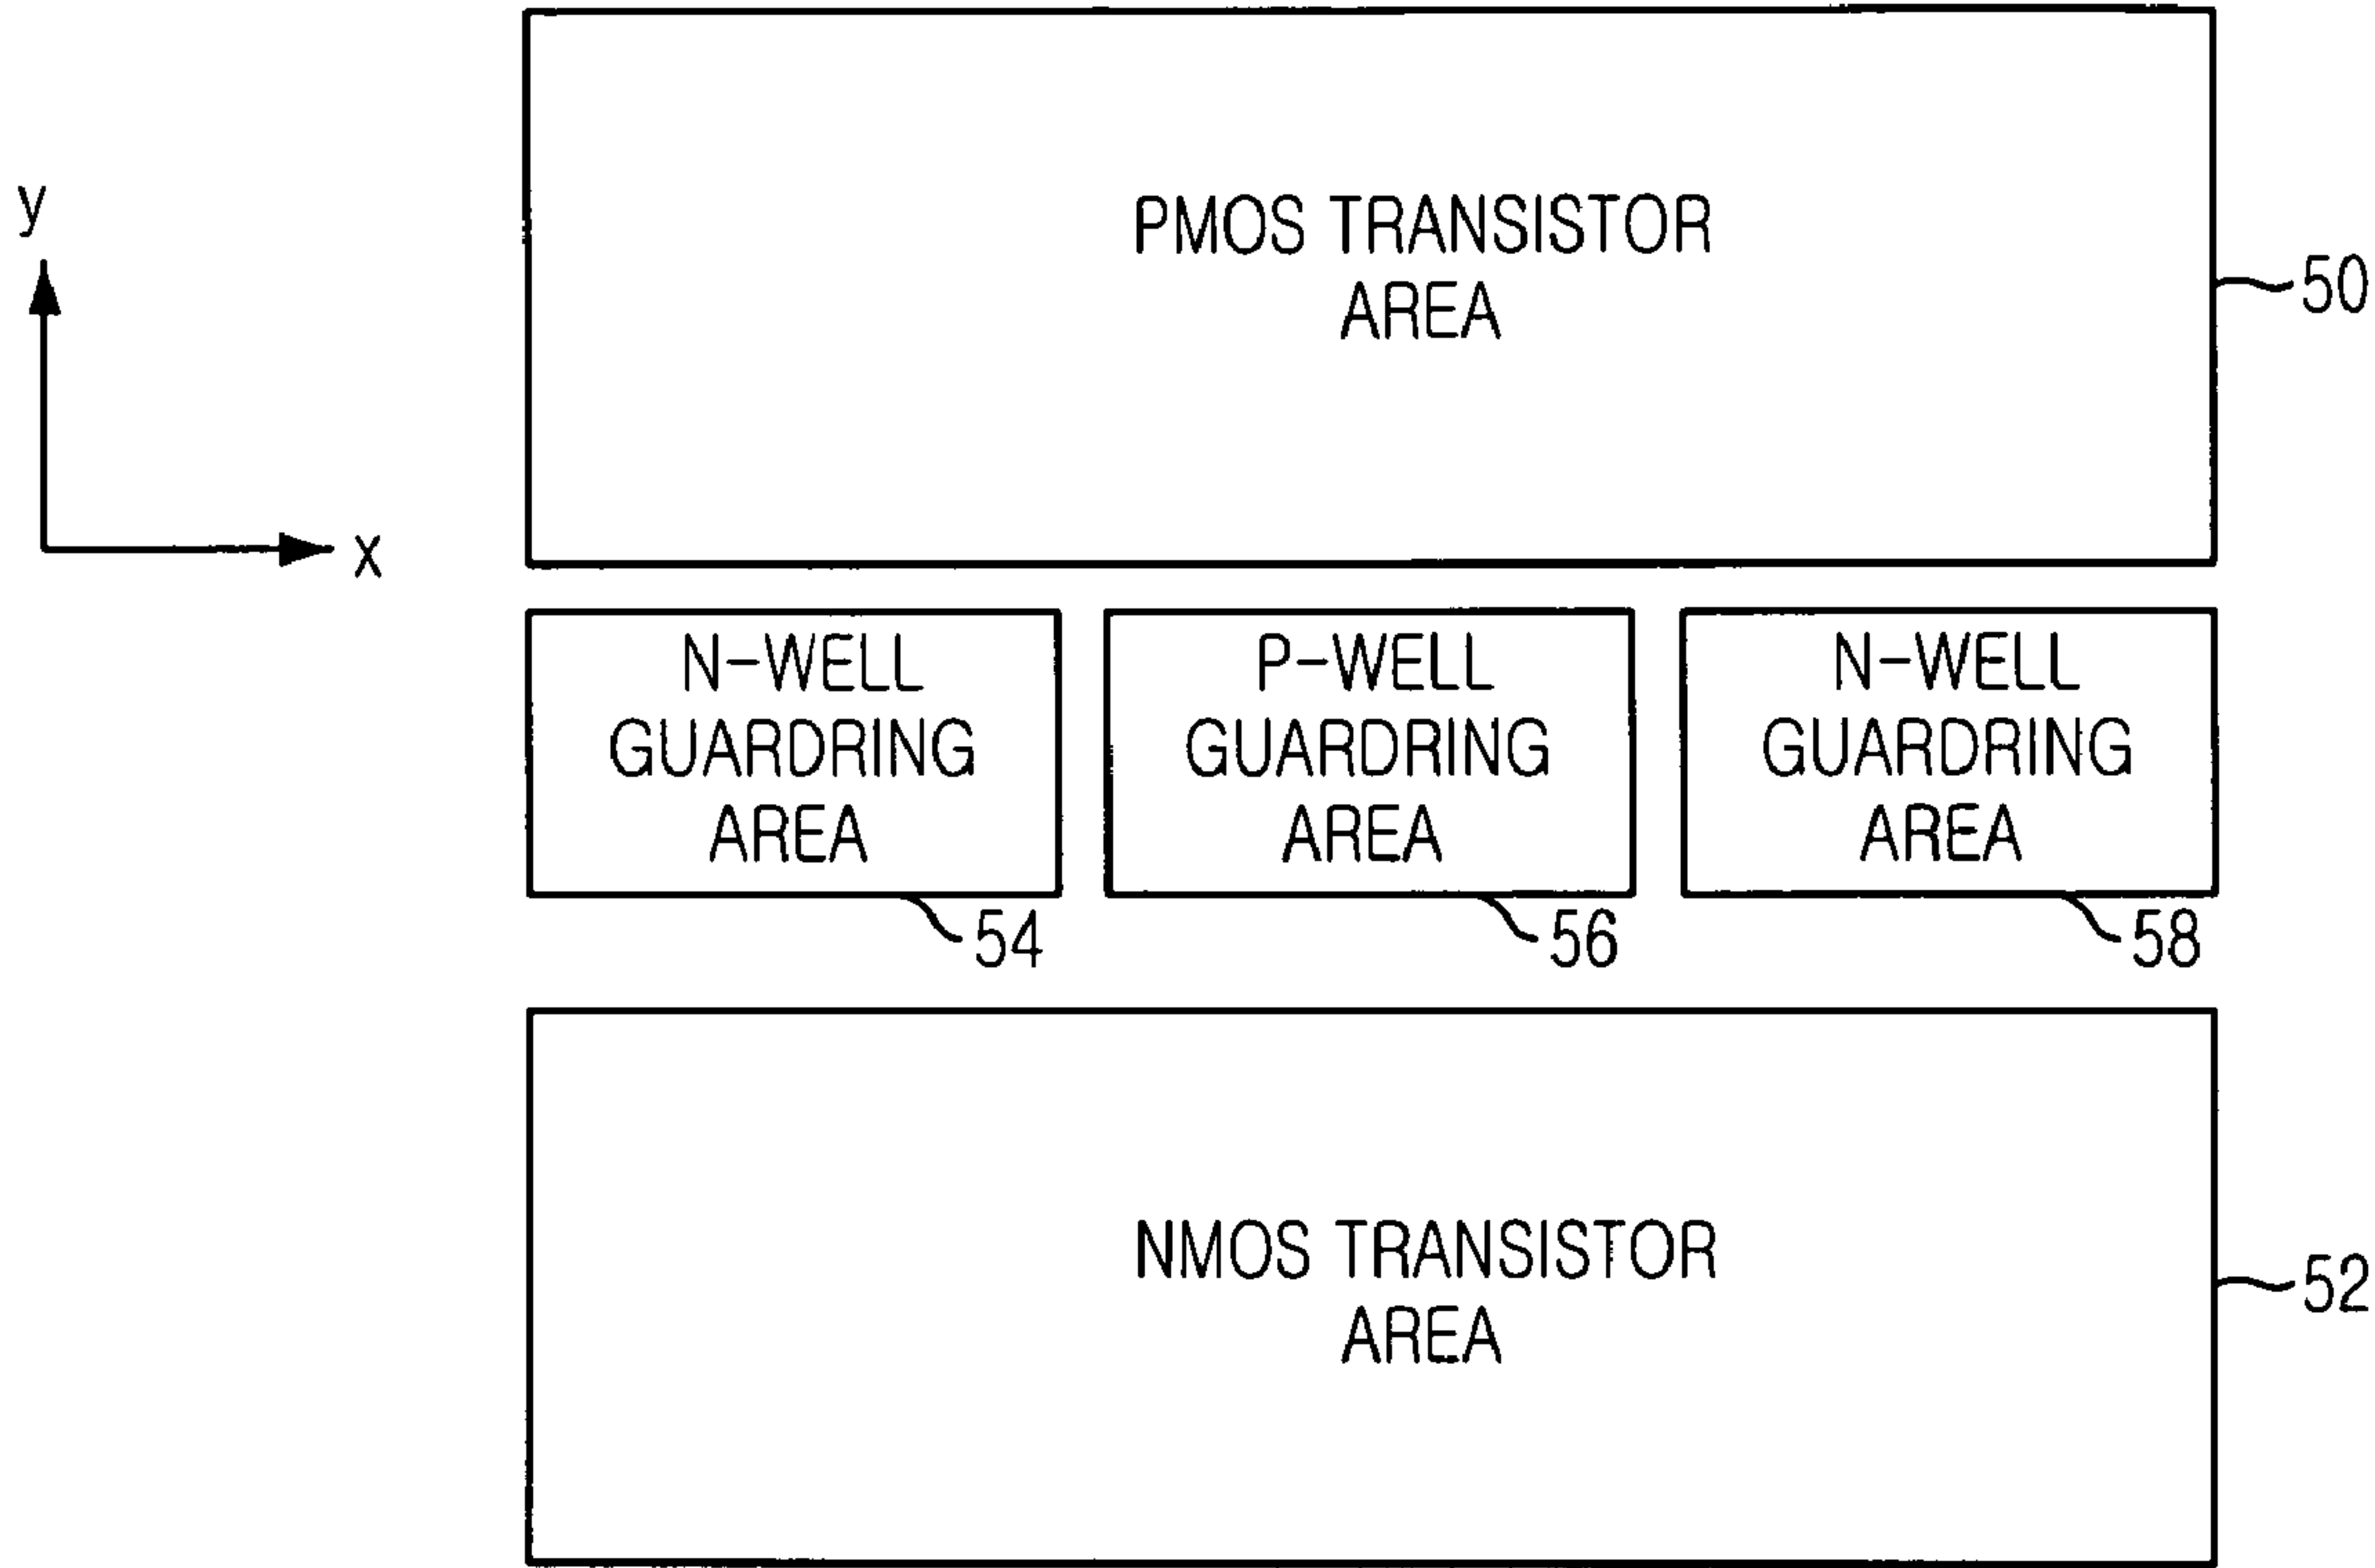 PMOS TRANSISTOR
AREA
50
y
x
N-WELL
GUARDRING
AREA
54
P-WELL
GUARDRING
AREA
56
N-WELL
GUARDRING
AREA
58
NMOS TRANSISTOR
AREA
52